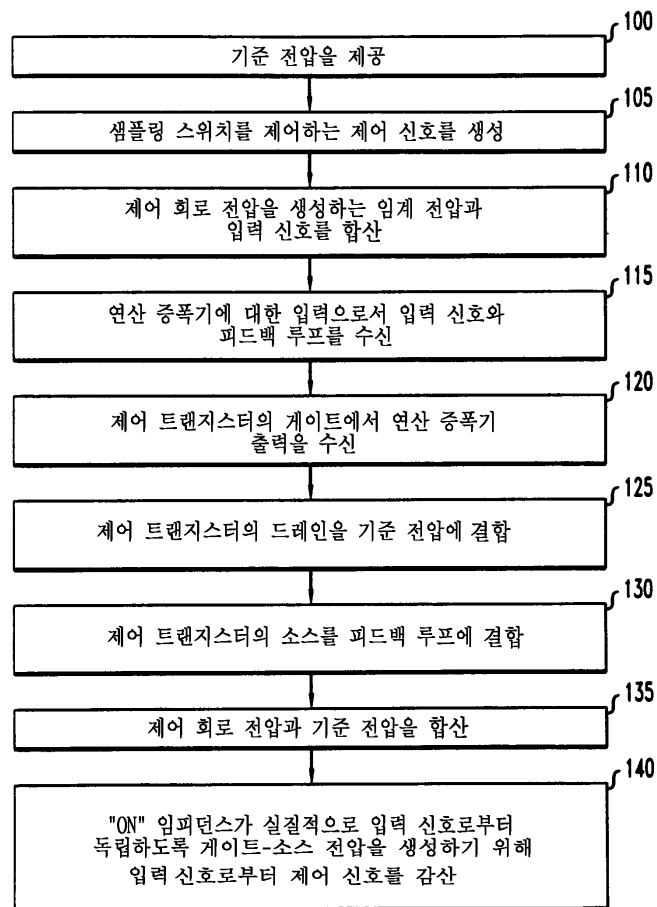 100
기준 전압을 제공
105
샘플링 스위치를 제어하는 제어 신호를 생성
110
제어 회로 전압을 생성하는 임계 전압과
입력 신호를 합산
115
연산 증폭기에 대한 입력으로서 입력 신호와
피드백 루프를 수신
120
제어 트랜지스터의 게이트에서 연산 증폭기
출력을 수신
125
제어 트랜지스터의 드레인을 기준 전압에 결합
130
제어 트랜지스터의 소스를 피드백 루프에 결합
135
제어 회로 전압과 기준 전압을 합산
140
"ON" 임피던스가 실질적으로 입력 신호로부터
독립하도록 게이트-소스 전압을 생성하기 위해
입력 신호로부터 제어 신호를 감산